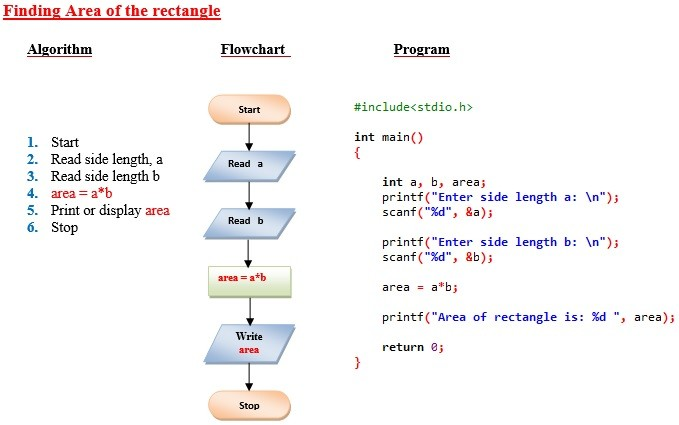 Finding Area of the rectangle
Algorithm
1. Start
2. Read side length, a
3. Read side length b
4. area = a*b
5. Print or display area
6. Stop
Flowchart
Start
Read a
Read b
area = a*b
Write
area
Stop
Program
#include<stdio.h>
int main()
{
int a, b, area;
printf("Enter side length a: \n");
scanf("%d", &a);
printf("Enter side length b: \n");
scanf("%d", &b);
area = a*b;
printf("Area of rectangle is: %d ", area);
return 0;
}